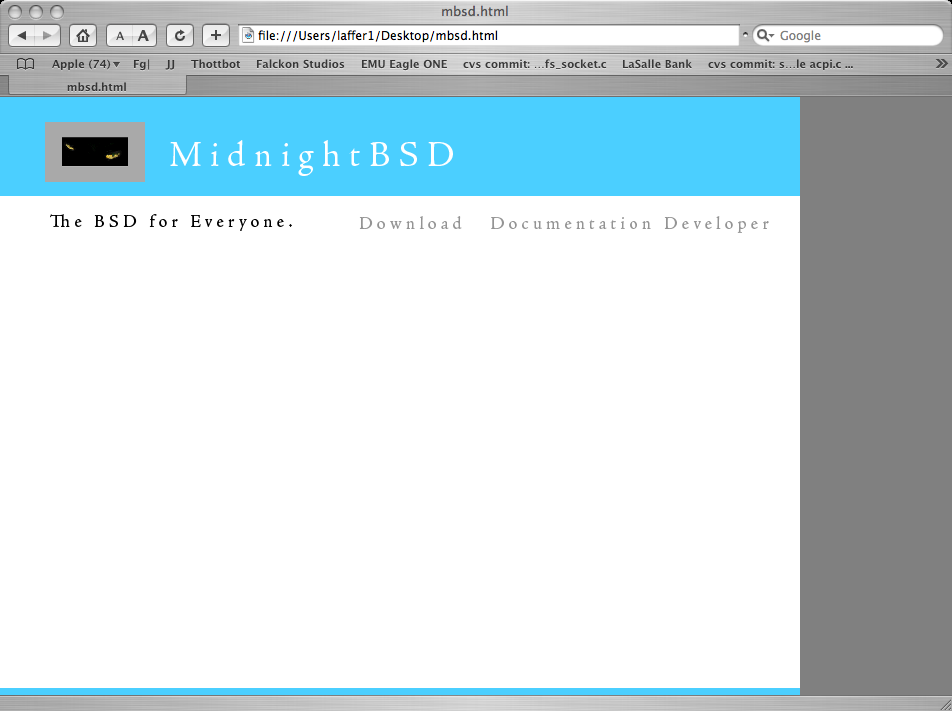 mbsd.html
A A + file:///Users/laffer1/Desktop/mbsd.html Google
Apple (74) Fg| JJ Thottbot Falckon Studios EMU Eagle ONE cvs commit: ...fs_socket.c LaSalle Bank cvs commit: s...le acpi.c ... »
mbsd.html
MidnightBSD
The BSD for Everyone. Download Documentation Developer